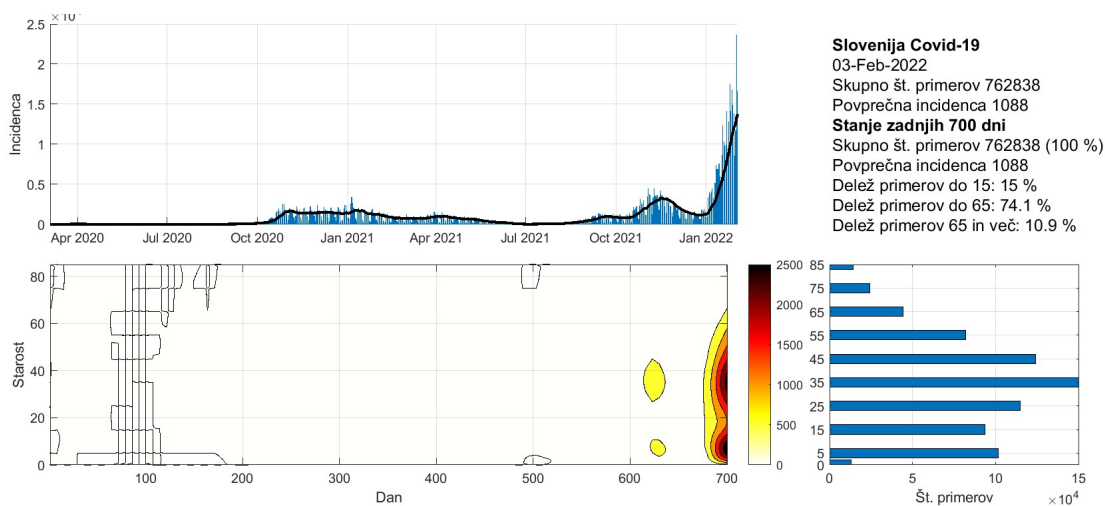 2.5
2
1.5
1
0.5
0
Incidenca
Apr 2020 Jul 2020 Oct 2020 Jan 2021 Apr 2021 Jul 2021 Oct 2021 Jan 2022
Slovenija Covid-19
03-Feb-2022
Skupno št. primerov 762838
Povprečna incidenca 1088
Stanje zadnjih 700 dni
Skupno št. primerov 762838 (100 %)
Povprečna incidenca 1088
Delež primerov do 15: 15 %
Delež primerov do 65: 74.1 %
Delež primerov 65 in več: 10.9 %
80
60
40
20
0
Starost
100 200 300 400 500 600 700
Dan
2500
2000
1500
1000
500
0
85
75
65
55
45
35
25
15
5
0
0 5 10 15
Št. primerov
×10⁴